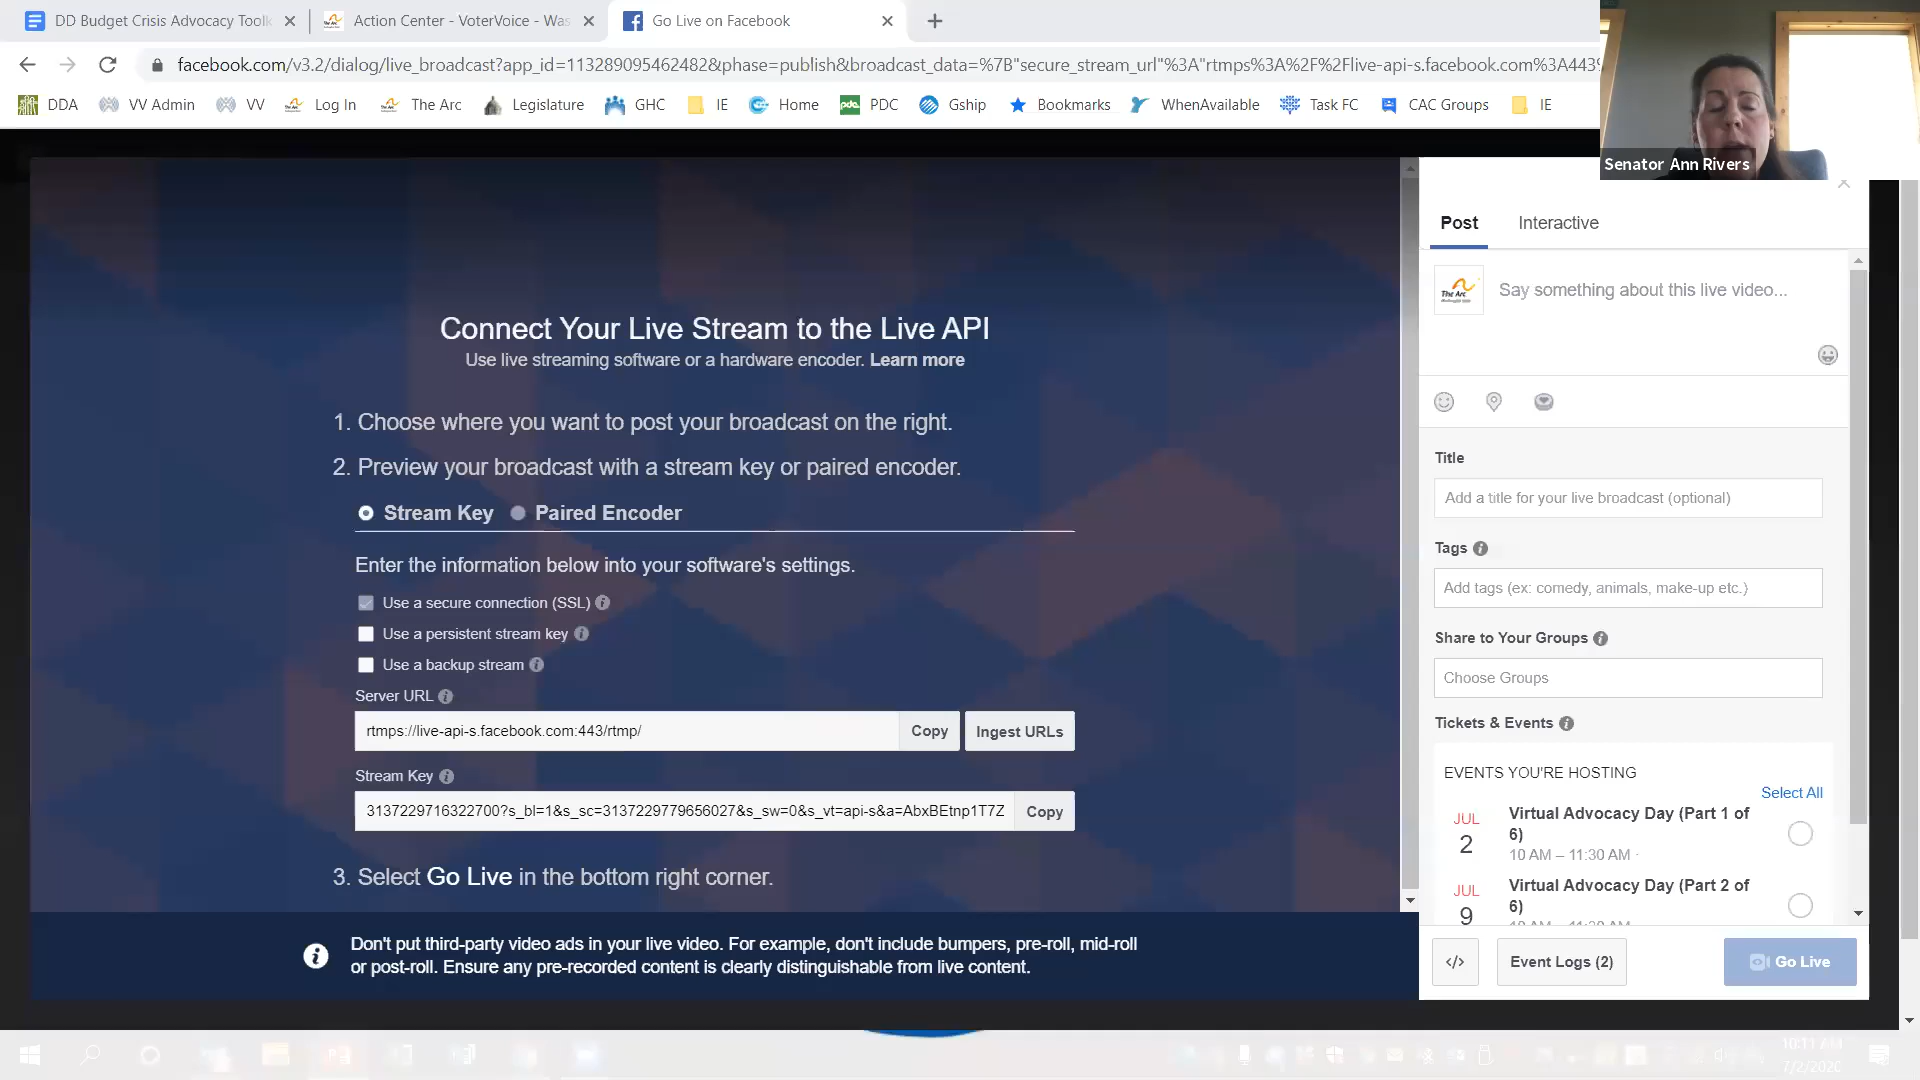 DD Budget Crisis Advocacy Toolk
Action Center - VoterVoice - Was
Go Live on Facebook
facebook.com/v3.2/dialog/live_broadcast?app_id=113289095462482&phase=publish&broadcast_data=%7B"secure_stream_url"%3A"rtmps%3A%2F%2Flive-api-s.facebook.com%3A443%
DDA VV Admin VV Log In The Arc Legislature GHC IE Home PDC Gship Bookmarks WhenAvailable Task FC CAC Groups IE
Senator Ann Rivers
Connect Your Live Stream to the Live API
Use live streaming software or a hardware encoder. Learn more
1. Choose where you want to post your broadcast on the right.
2. Preview your broadcast with a stream key or paired encoder.
Stream Key Paired Encoder
Enter the information below into your software's settings.
Use a secure connection (SSL)
Use a persistent stream key
Use a backup stream
Server URL
rtmps://live-api-s.facebook.com:443/rtmp/ Copy Ingest URLs
Stream Key
3137229716322700?s_bl=1&s_sc=3137229779656027&s_sw=0&s_vt=api-s&a=AbxBEtnp1T7Z Copy
3. Select Go Live in the bottom right corner.
Don't put third-party video ads in your live video. For example, don't include bumpers, pre-roll, mid-roll
or post-roll. Ensure any pre-recorded content is clearly distinguishable from live content.
Post Interactive
The Arc
Say something about this live video...
Title
Add a title for your live broadcast (optional)
Tags
Add tags (ex: comedy, animals, make-up etc.)
Share to Your Groups
Choose Groups
Tickets & Events
EVENTS YOU'RE HOSTING
Select All
JUL
2
Virtual Advocacy Day (Part 1 of
6)
10 AM – 11:30 AM ·
JUL
9
Virtual Advocacy Day (Part 2 of
6)
10 AM – 11:30 AM
</> Event Logs (2) Go Live
10:11 AM
7/2/2020